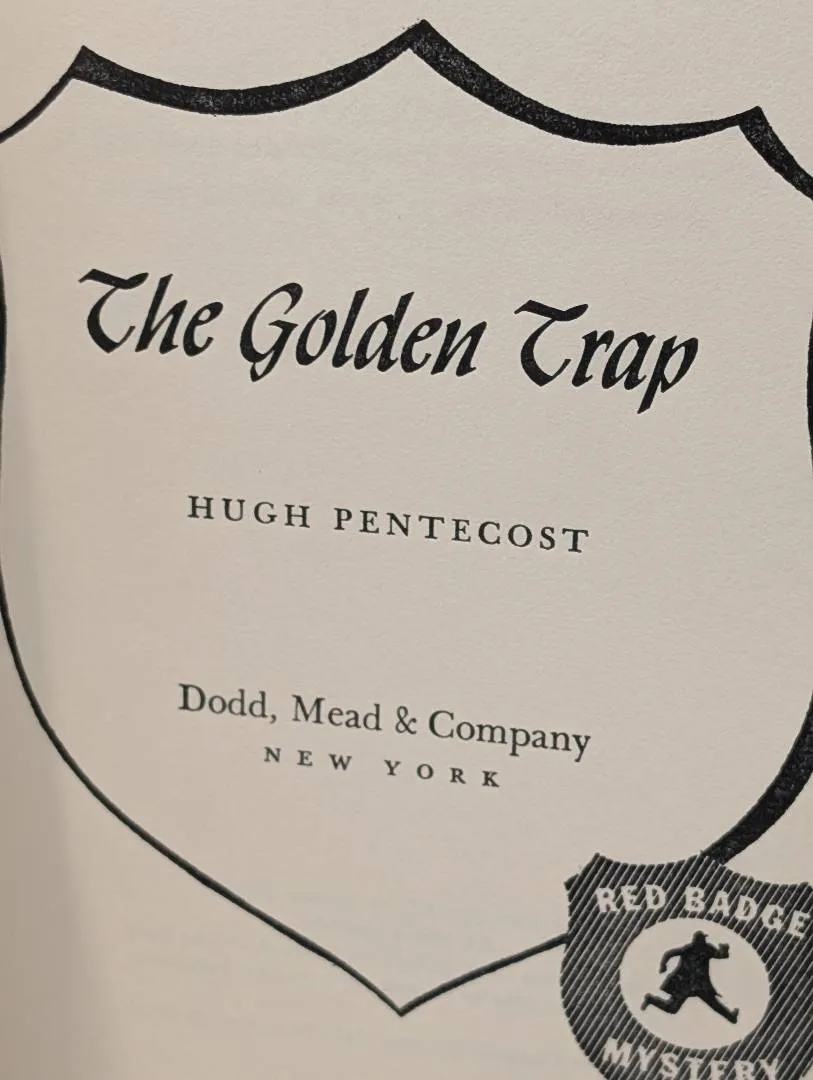 The Golden Trap
HUGH PENTECOST
Dodd, Mead & Company
NEW YORK
RED BADGE
MYSTERY